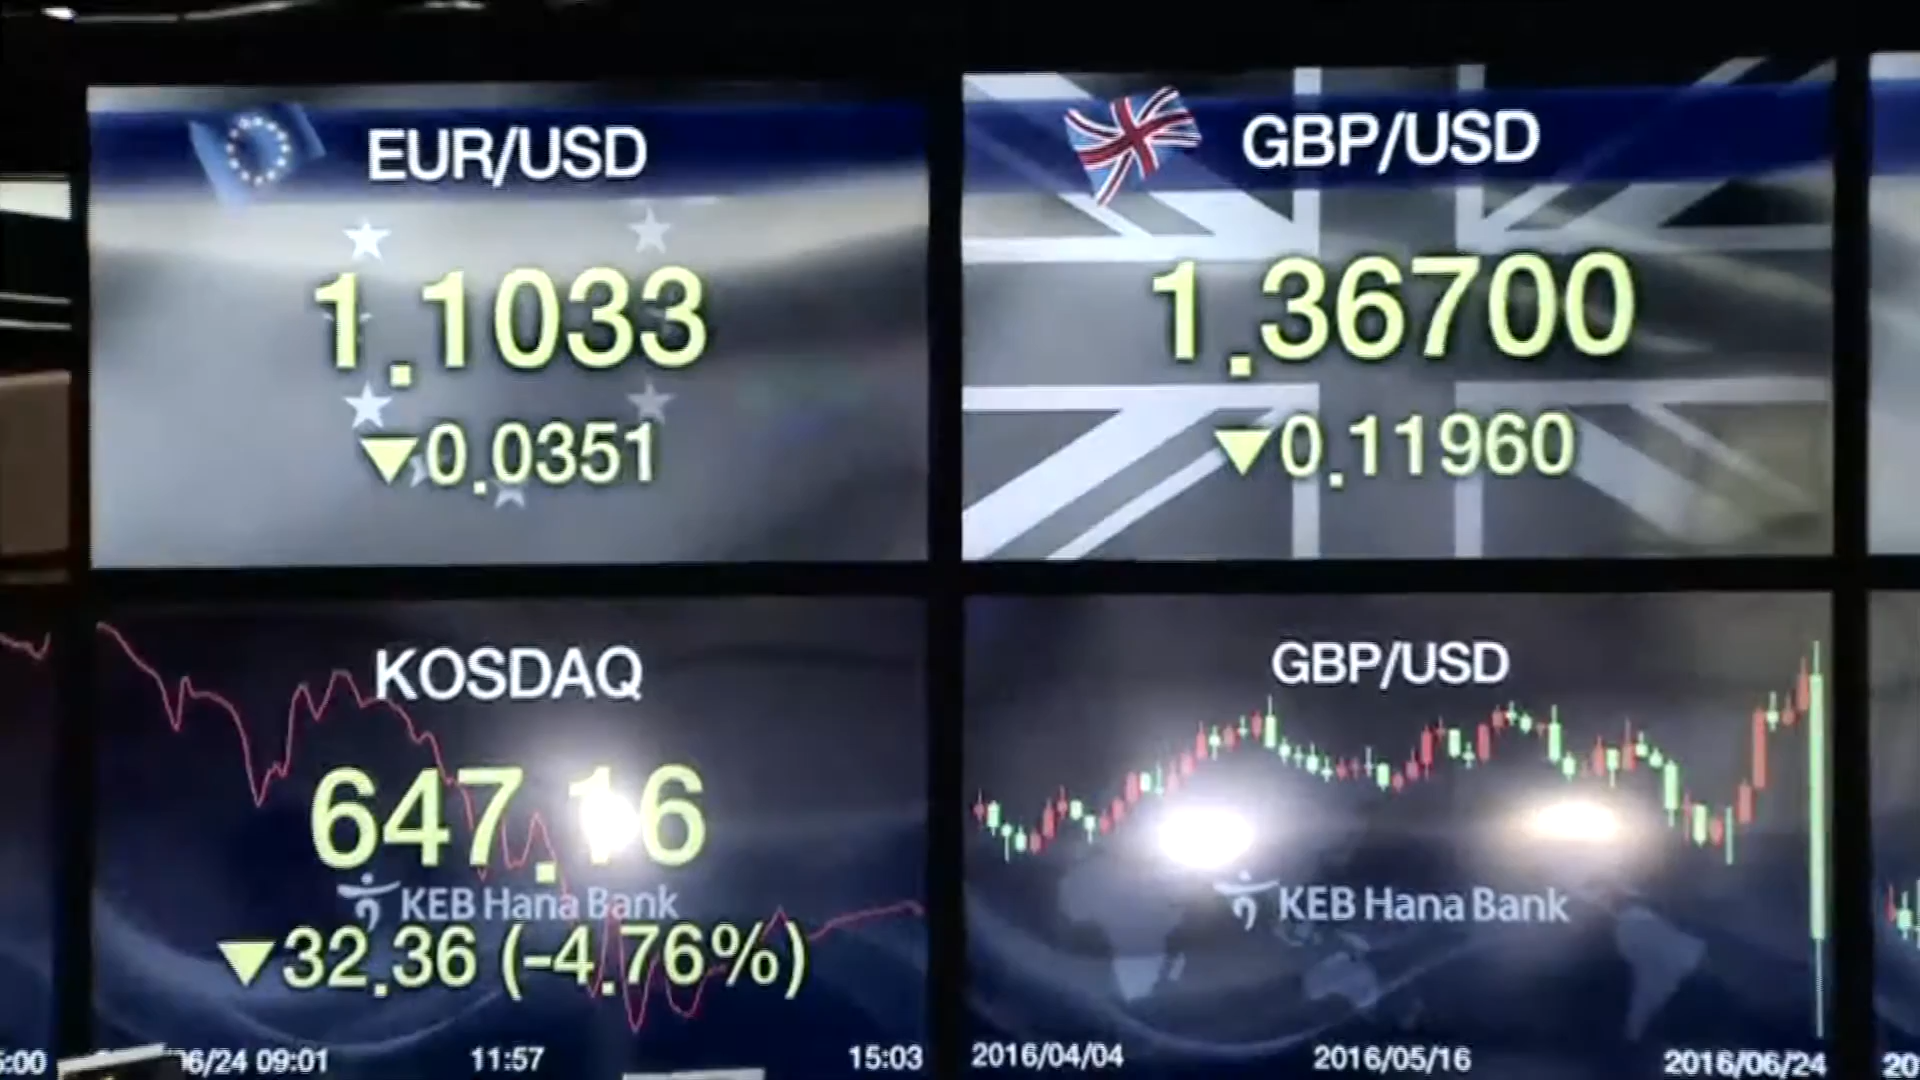 EUR/USD
1.1033
▼0.0351
GBP/USD
1.36700
▼0.11960
KOSDAQ
647.16
KEB Hana Bank
▼32.36 (-4.76%)
6/24 09:01
11:57
15:03
GBP/USD
KEB Hana Bank
2016/04/04
2016/05/16
2016/06/24